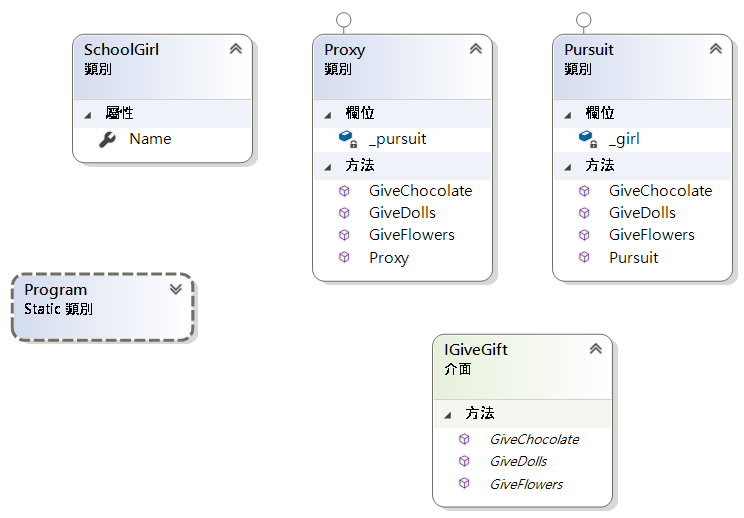 SchoolGirl
類別
屬性
Name
Proxy
類別
欄位
_pursuit
方法
GiveChocolate
GiveDolls
GiveFlowers
Proxy
Pursuit
類別
欄位
_girl
方法
GiveChocolate
GiveDolls
GiveFlowers
Pursuit
Program
Static 類別
IGiveGift
介面
方法
GiveChocolate
GiveDolls
GiveFlowers